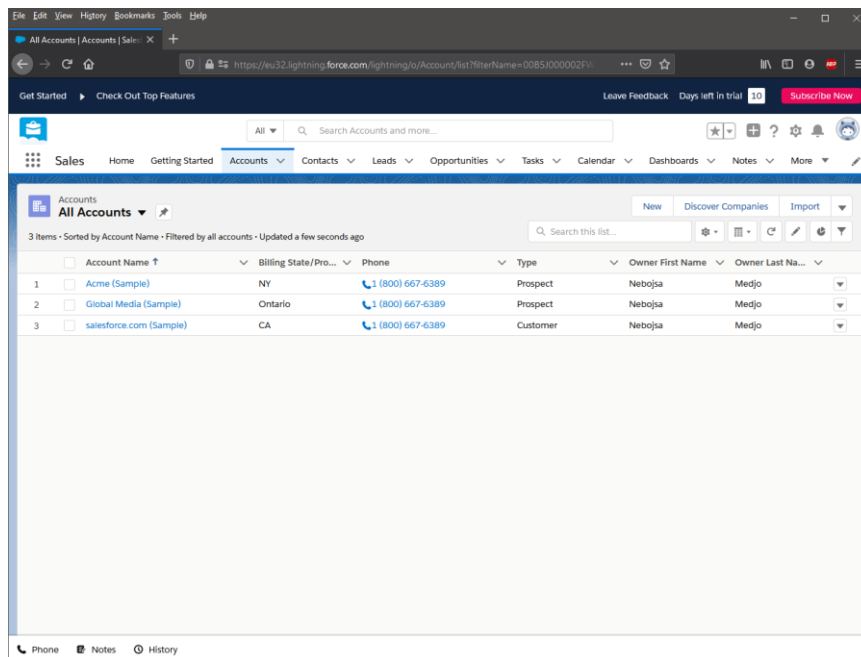 File Edit View History Bookmarks Tools Help
All Accounts | Accounts | Sales
https://eu32.lightning.force.com/lightning/o/Account/list?filterName=00B5J000002FW
Get Started Check Out Top Features Leave Feedback Days left in trial 10 Subscribe Now
All Search Accounts and more...
Sales Home Getting Started Accounts Contacts Leads Opportunities Tasks Calendar Dashboards Notes More
Accounts
All Accounts New Discover Companies Import
3 items • Sorted by Account Name • Filtered by all accounts • Updated a few seconds ago Search this list...
Account Name Billing State/Pro... Phone Type Owner First Name Owner Last Na...
1 Acme (Sample) NY 1 (800) 667-6389 Prospect Nebojsa Medjo
2 Global Media (Sample) Ontario 1 (800) 667-6389 Prospect Nebojsa Medjo
3 salesforce.com (Sample) CA 1 (800) 667-6389 Customer Nebojsa Medjo
Phone Notes History